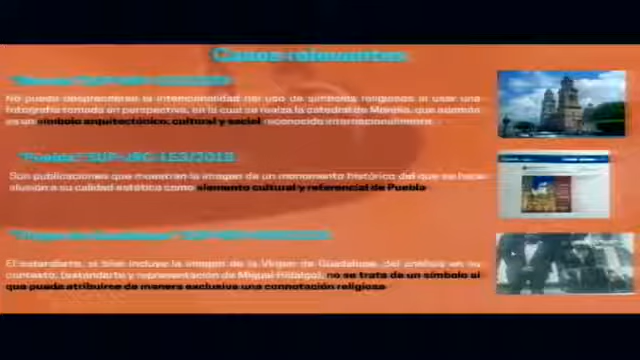 Casos relevantes
No puede desprenderse la intencionalidad del uso de símbolos religiosos al usar una
fotografía tomada en perspectiva, en la cual se realza la catedral de Morelia, que además
es un símbolo arquitectónico, cultural y social reconocido internacionalmente.
"Puebla" SUP-JRC-153/2018
Son publicaciones que muestran la imagen de un monumento histórico del que se hace
alusión a su calidad estética como elemento cultural y referencial de Puebla
El estandarte, si bien incluye la imagen de la Virgen de Guadalupe, del análisis en su
contexto, (estandarte y representación de Miguel Hidalgo), no se trata de un símbolo al
que pueda atribuirse de manera exclusiva una connotación religiosa